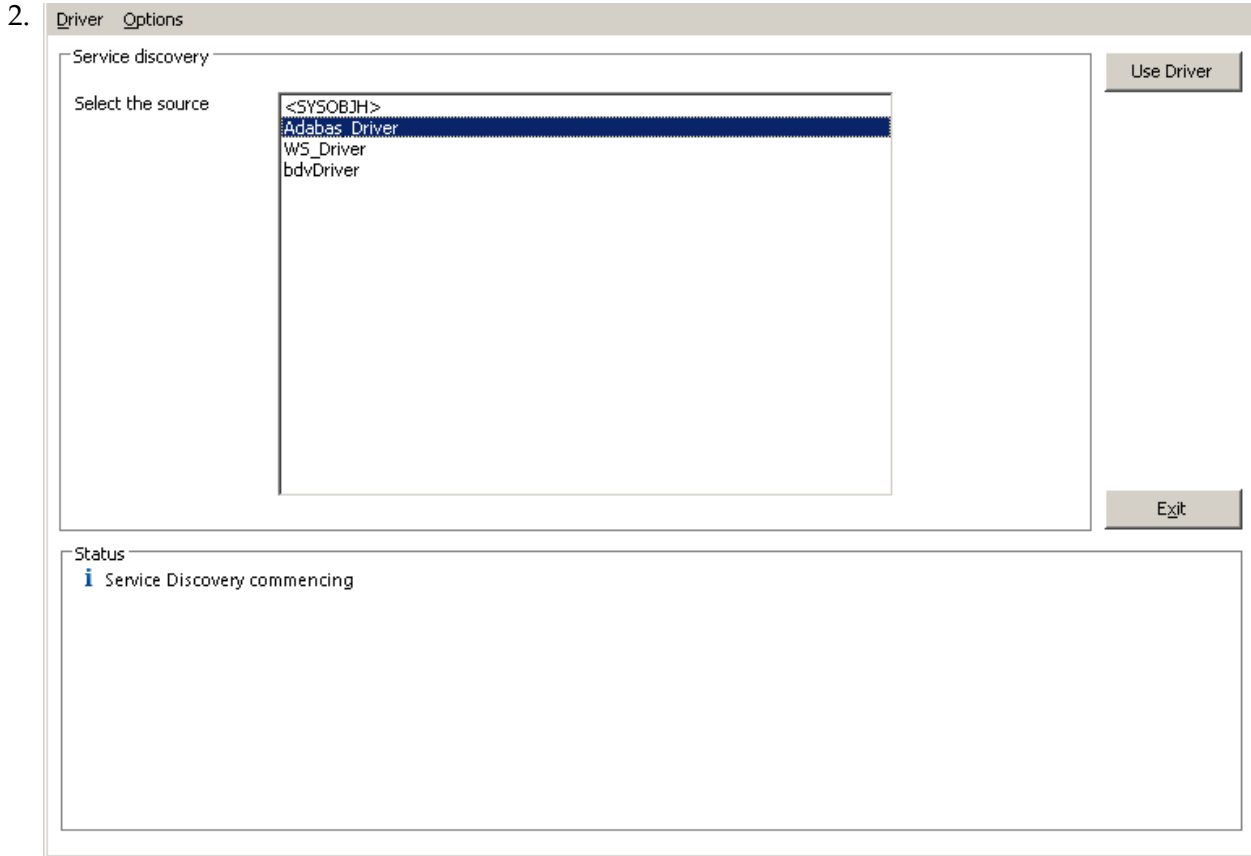 2.
Driver Options
Service discovery
Use Driver
Select the source
<SYSOBJH>
Adabas_Driver
WS_Driver
bdvDriver
Exit
Status
i Service Discovery commencing